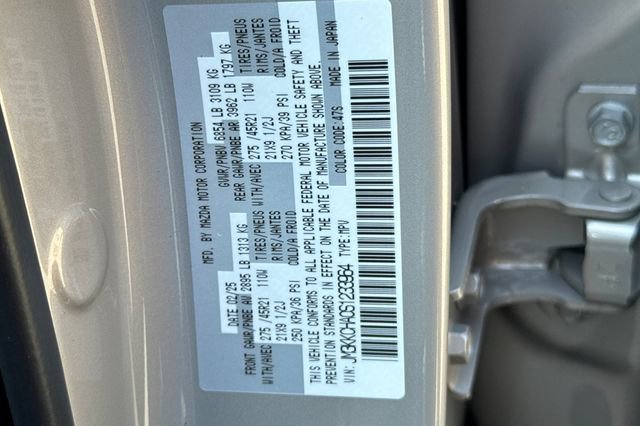 MFD. BY MAZDA MOTOR CORPORATION
DATE 02/25 GVWR/PNBV 6854 LB 3109 KG
FRONT GAWR/PNBE AV 2895 LB 1313 KG REAR GAWR/PNBE AR 3962 LB 1797 KG
WITH/AVEC 275 /45R21 110W TIRES/PNEUS WITH/AVEC 275 /45R21 110W TIRES/PNEUS
21X9 1/2J RIMS/JANTES 21X9 1/2J RIMS/JANTES
250 KPA/36 PSI COLD/A FROID 270 KPA/39 PSI COLD/A FROID
THIS VEHICLE CONFORMS TO ALL APPLICABLE FEDERAL MOTOR VEHICLE SAFETY AND THEFT
PREVENTION STANDARDS IN EFFECT ON THE DATE OF MANUFACTURE SHOWN ABOVE.
VIN: JM3KKCHA0S1233964 TYPE:MPV COLOR CODE:47S MADE IN JAPAN